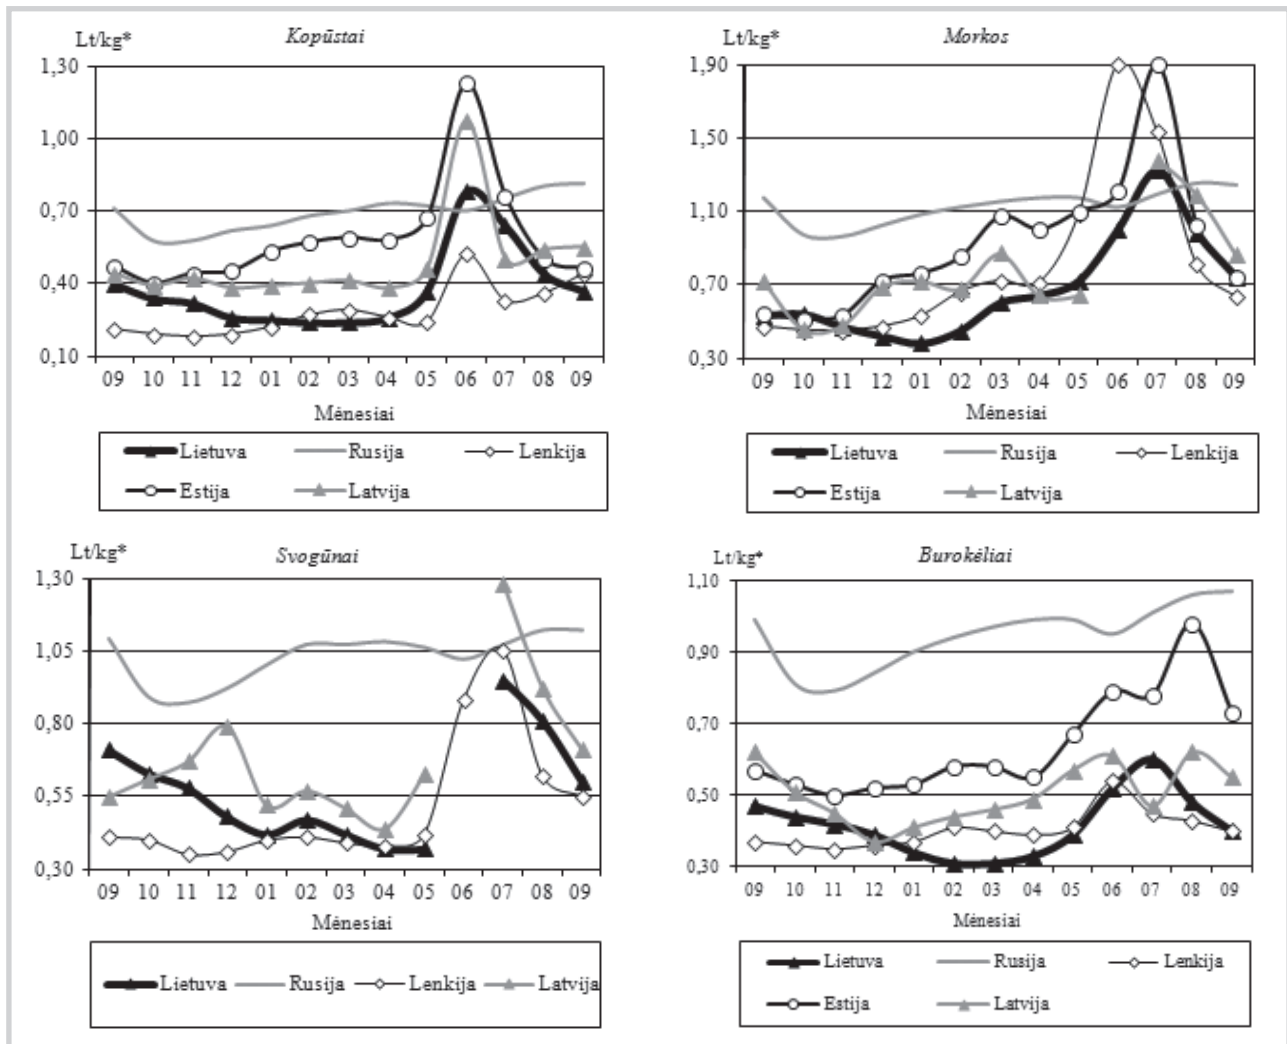 Lt/kg*
Kopūstai
1,30
1,00
0,70
0,40
0,10
09 10 11 12 01 02 03 04 05 06 07 08 09
Mėnesiai
Lietuva Rusija Lenkija
Estija Latvija
Lt/kg*
Morkos
1,90
1,50
1,10
0,70
0,30
09 10 11 12 01 02 03 04 05 06 07 08 09
Mėnesiai
Lietuva Rusija Lenkija
Estija Latvija
Lt/kg*
Svogūnai
1,30
1,05
0,80
0,55
0,30
09 10 11 12 01 02 03 04 05 06 07 08 09
Mėnesiai
Lietuva Rusija Lenkija Latvija
Lt/kg*
Burokėliai
1,10
0,90
0,70
0,50
0,30
09 10 11 12 01 02 03 04 05 06 07 08 09
Mėnesiai
Lietuva Rusija Lenkija
Estija Latvija